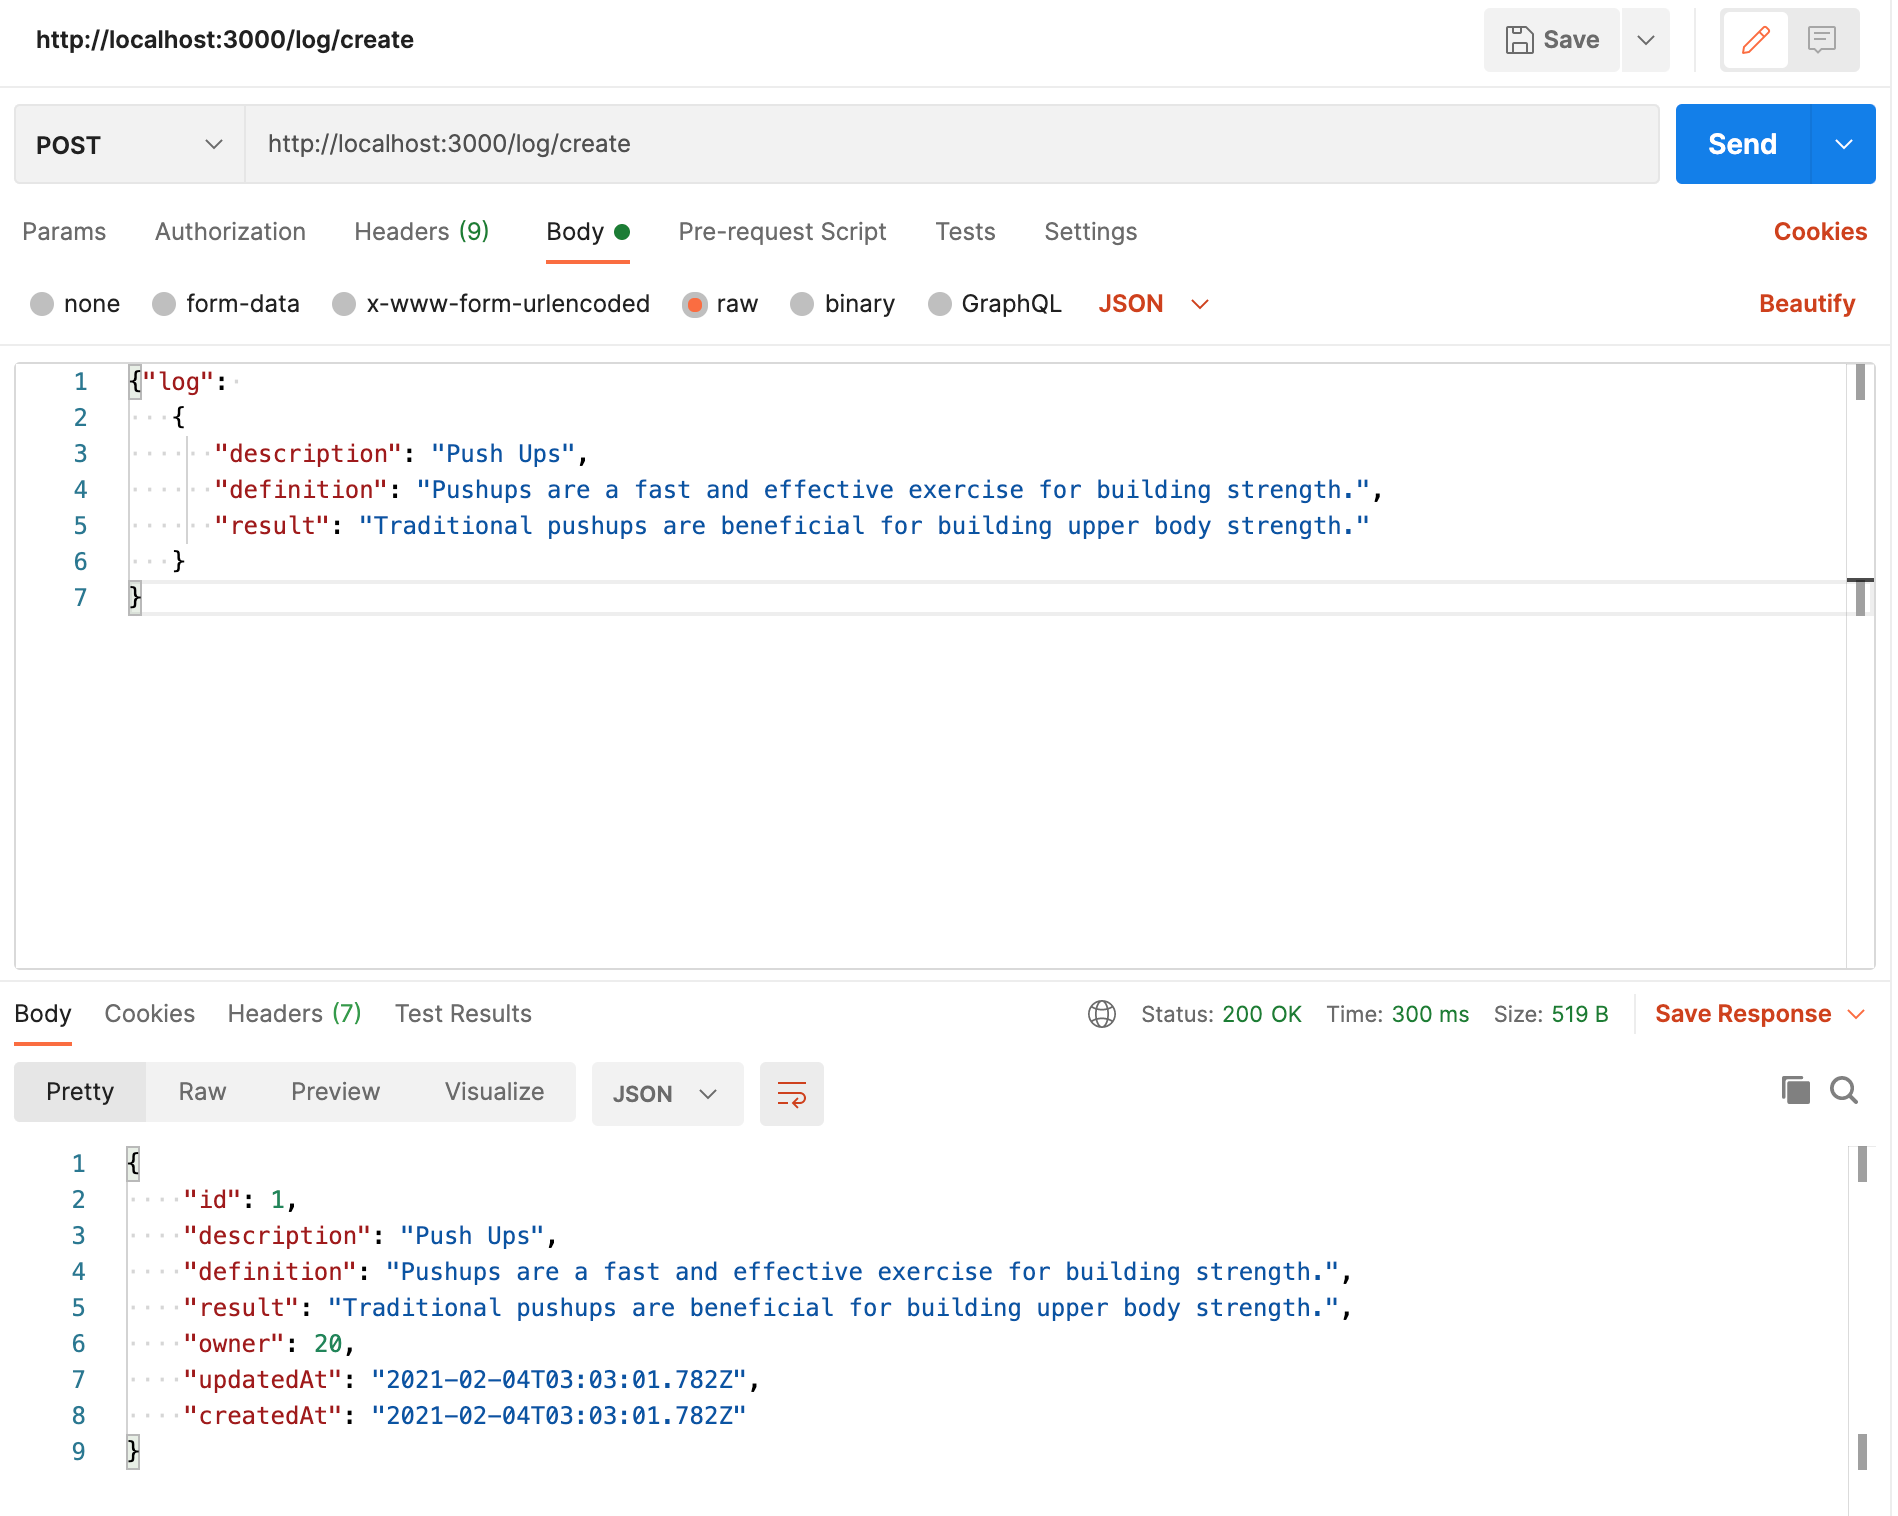 http://localhost:3000/log/create
Save
POST
http://localhost:3000/log/create
Send
Params Authorization Headers (9) Body Pre-request Script Tests Settings Cookies
none form-data x-www-form-urlencoded raw binary GraphQL JSON Beautify
1 {"log":
2 {
3 "description": "Push Ups",
4 "definition": "Pushups are a fast and effective exercise for building strength.",
5 "result": "Traditional pushups are beneficial for building upper body strength."
6 }
7 }
Body Cookies Headers (7) Test Results Status: 200 OK Time: 300 ms Size: 519 B Save Response
Pretty Raw Preview Visualize JSON
1 {
2 "id": 1,
3 "description": "Push Ups",
4 "definition": "Pushups are a fast and effective exercise for building strength.",
5 "result": "Traditional pushups are beneficial for building upper body strength.",
6 "owner": 20,
7 "updatedAt": "2021-02-04T03:03:01.782Z",
8 "createdAt": "2021-02-04T03:03:01.782Z"
9 }